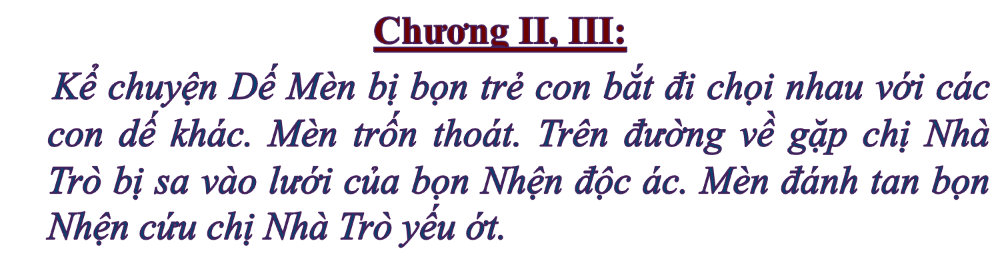 Chương II, III:
Kể chuyện Dế Mèn bị bọn trẻ con bắt đi chọi nhau với các
con dế khác. Mèn trốn thoát. Trên đường về gặp chị Nhà
Trò bị sa vào lưới của bọn Nhện độc ác. Mèn đánh tan bọn
Nhện cứu chị Nhà Trò yếu ớt.